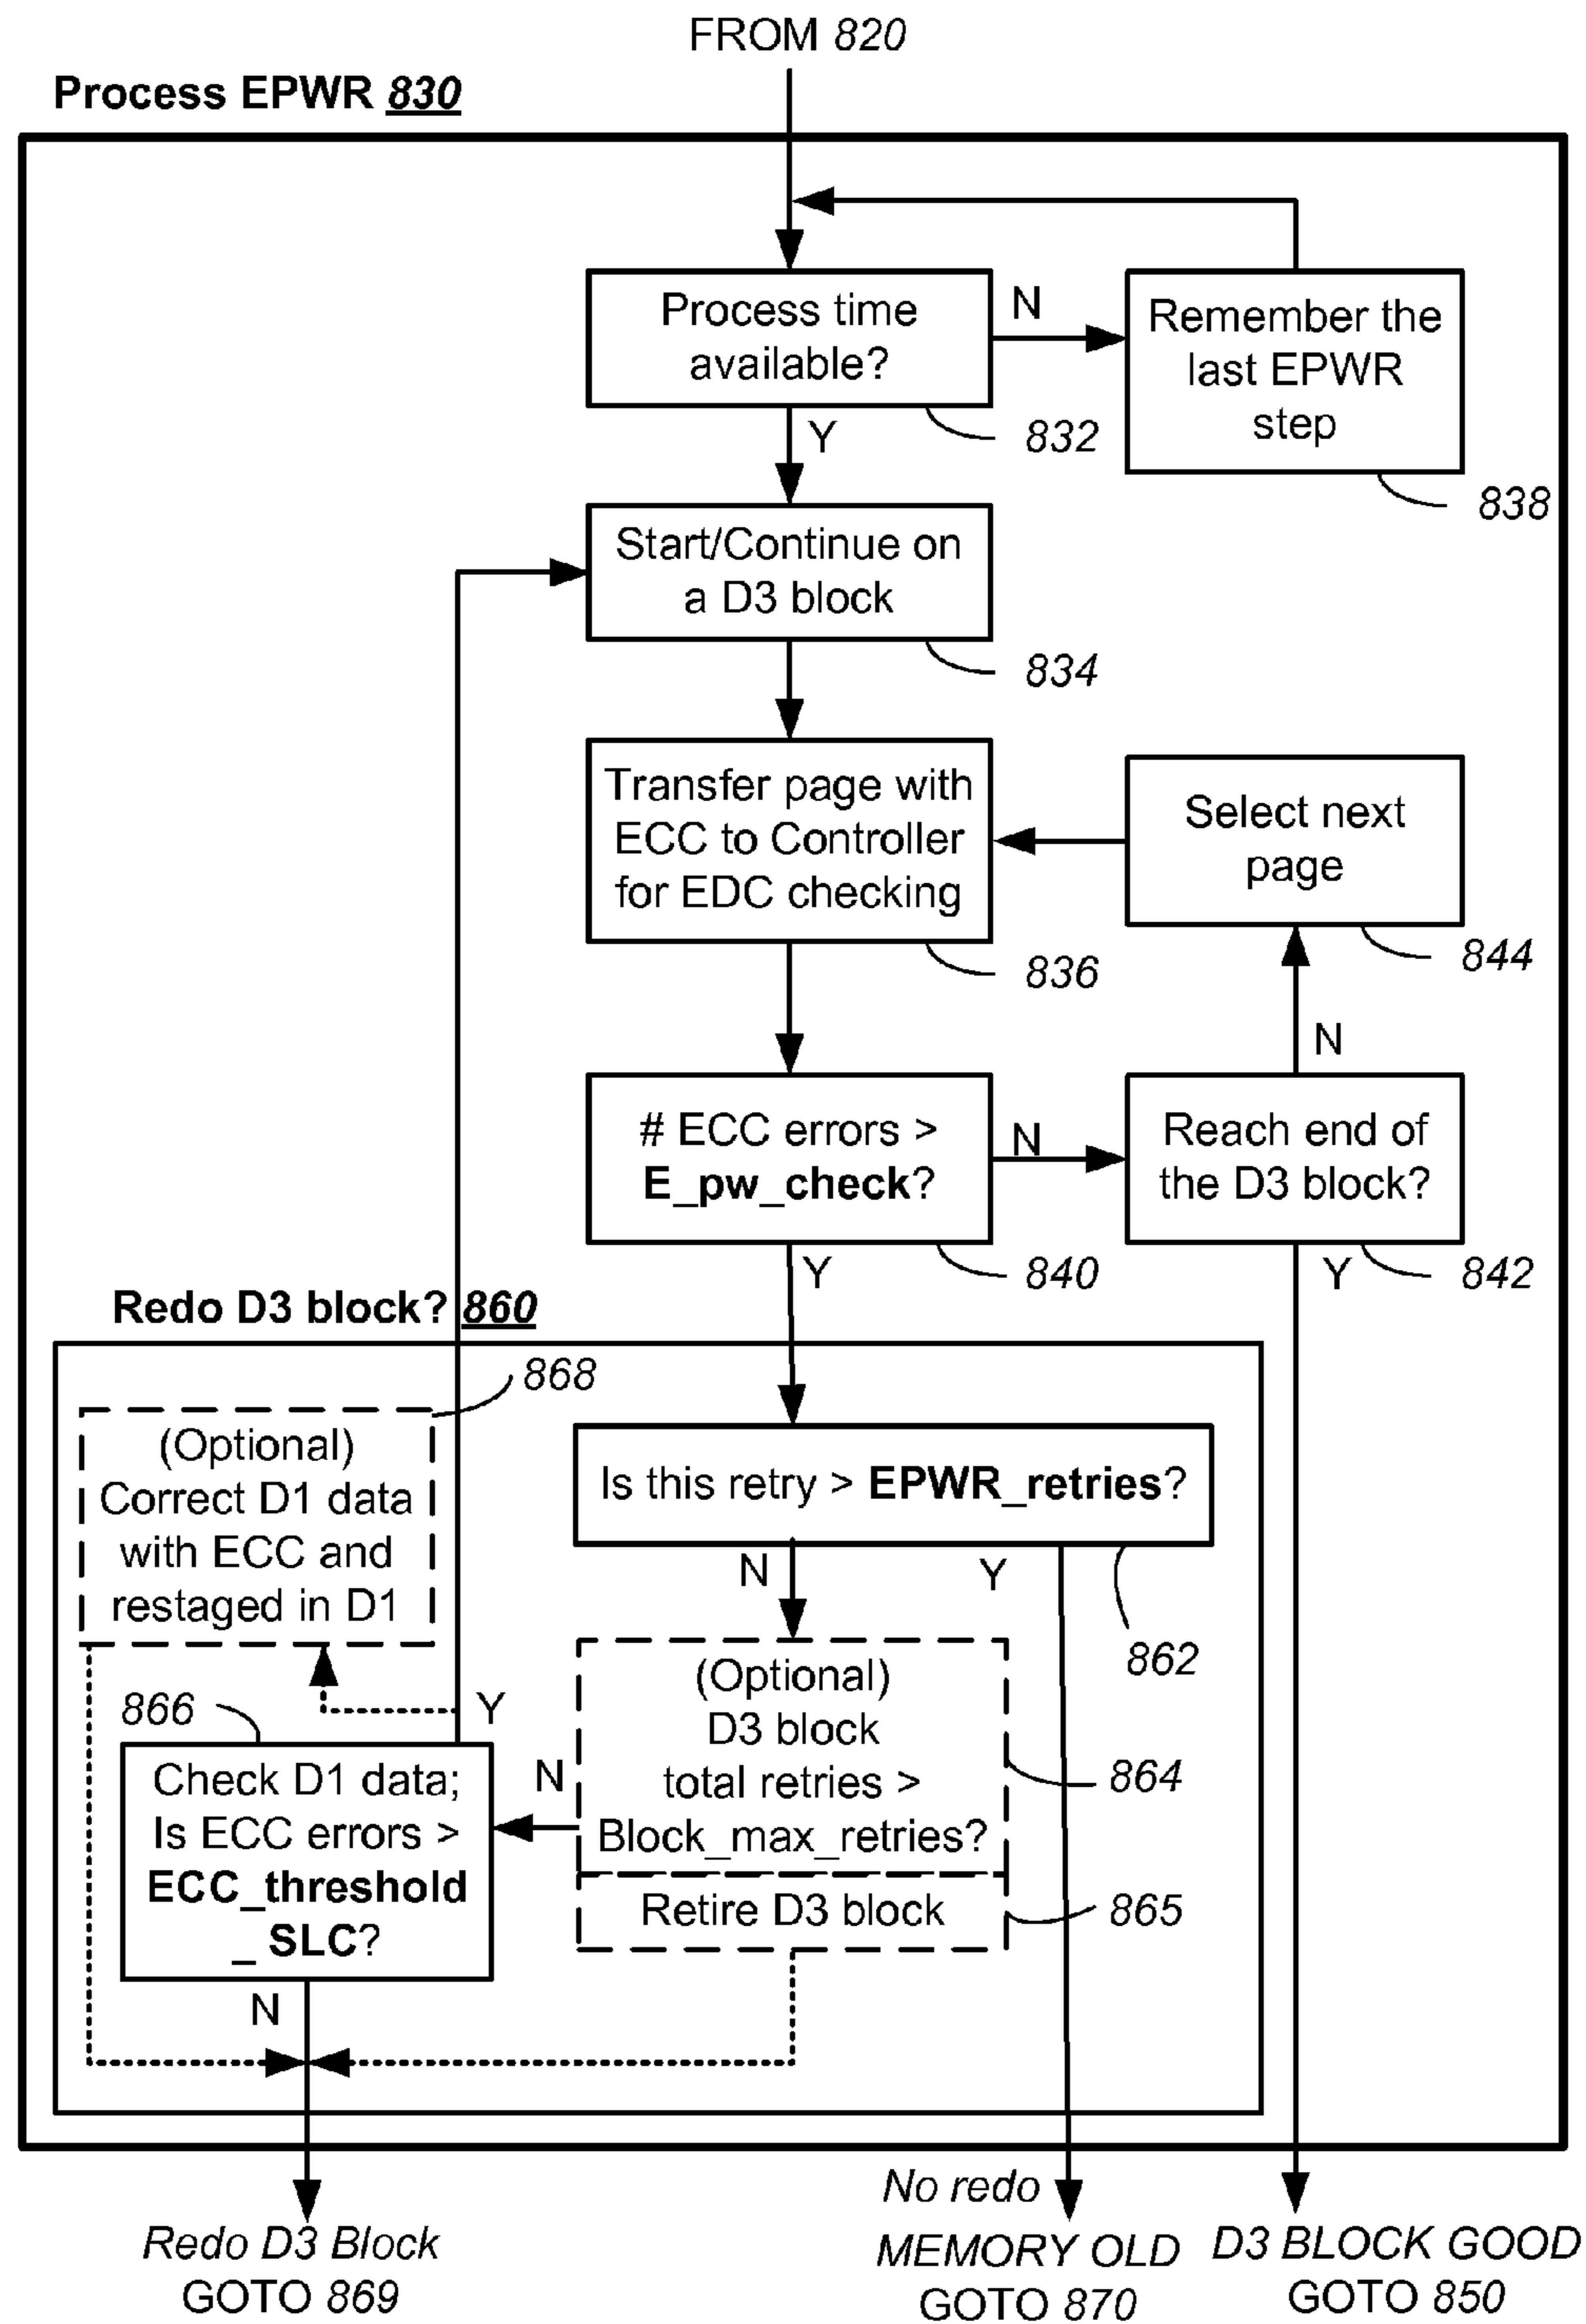 FROM 820
Process EPWR 830
Process time
available?
N
Remember the
last EPWR
step
Y
832
838
Start/Continue on
a D3 block
834
Transfer page with
ECC to Controller
for EDC checking
836
Select next
page
844
N
# ECC errors >
E_pw_check?
N
Reach end of
the D3 block?
Y
840
Y
842
Redo D3 block? 860
868
(Optional)
Correct D1 data
with ECC and
restaged in D1
Is this retry > EPWR_retries?
N
Y
862
(Optional)
D3 block
total retries >
Block_max_retries?
864
Retire D3 block
865
866
Y
N
Check D1 data;
Is ECC errors >
ECC_threshold
_ SLC?
N
Redo D3 Block
GOTO 869
No redo
MEMORY OLD
GOTO 870
D3 BLOCK GOOD
GOTO 850